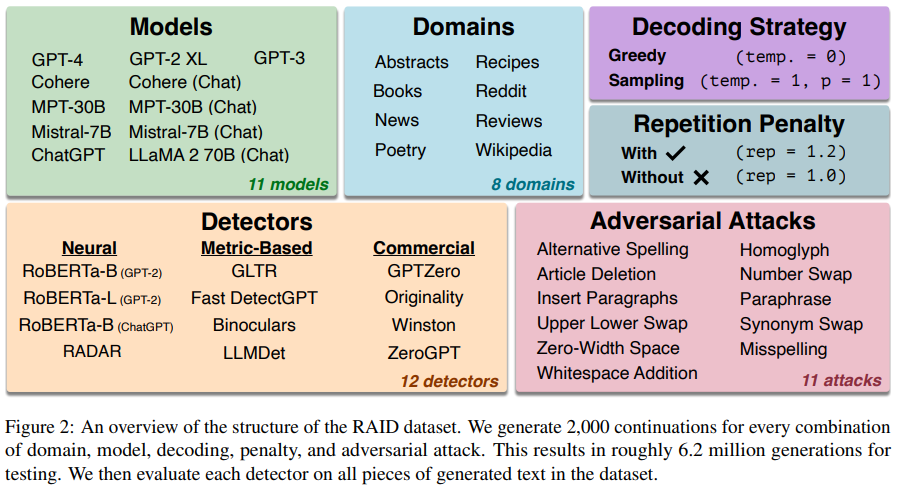 Models
GPT-4 GPT-2 XL GPT-3
Cohere Cohere (Chat)
MPT-30B MPT-30B (Chat)
Mistral-7B Mistral-7B (Chat)
ChatGPT LLaMA 2 70B (Chat)
11 models
Domains
Abstracts Recipes
Books Reddit
News Reviews
Poetry Wikipedia
8 domains
Decoding Strategy
Greedy (temp. = 0)
Sampling (temp. = 1, p = 1)
Repetition Penalty
With ✓ (rep = 1.2)
Without ✗ (rep = 1.0)
Detectors
Neural Metric-Based Commercial
RoBERTa-B (GPT-2) GLTR GPTZero
RoBERTa-L (GPT-2) Fast DetectGPT Originality
RoBERTa-B (ChatGPT) Binoculars Winston
RADAR LLMDet ZeroGPT
12 detectors
Adversarial Attacks
Alternative Spelling Homoglyph
Article Deletion Number Swap
Insert Paragraphs Paraphrase
Upper Lower Swap Synonym Swap
Zero-Width Space Misspelling
Whitespace Addition
11 attacks
Figure 2: An overview of the structure of the RAID dataset. We generate 2,000 continuations for every combination
of domain, model, decoding, penalty, and adversarial attack. This results in roughly 6.2 million generations for
testing. We then evaluate each detector on all pieces of generated text in the dataset.